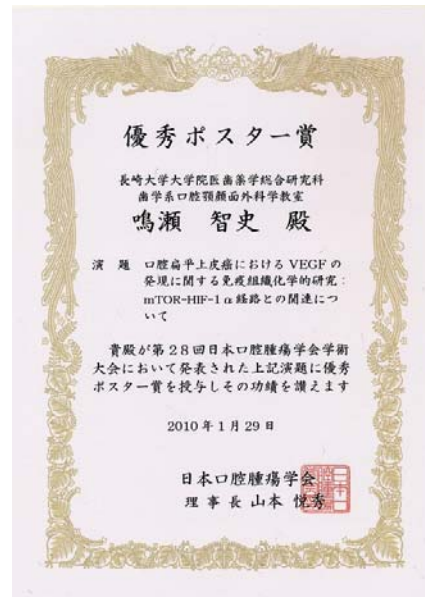 優秀ポスター賞
長崎大学大学院医歯薬学総合研究科
歯学系口腔顎顔面外科学教室
鳴瀬 智史 殿
演 題 口腔扁平上皮癌における VEGF の
発現に関する免疫組織化学的研究:
mTOR-HIF-1α経路との関連につ
いて
貴殿が第28回日本口腔腫瘍学会学術
大会において発表された上記演題に優秀
ポスター賞を授与しその功績を讃えます
2010年1月29日
日本口腔腫瘍学会
理事長 山本 悦秀